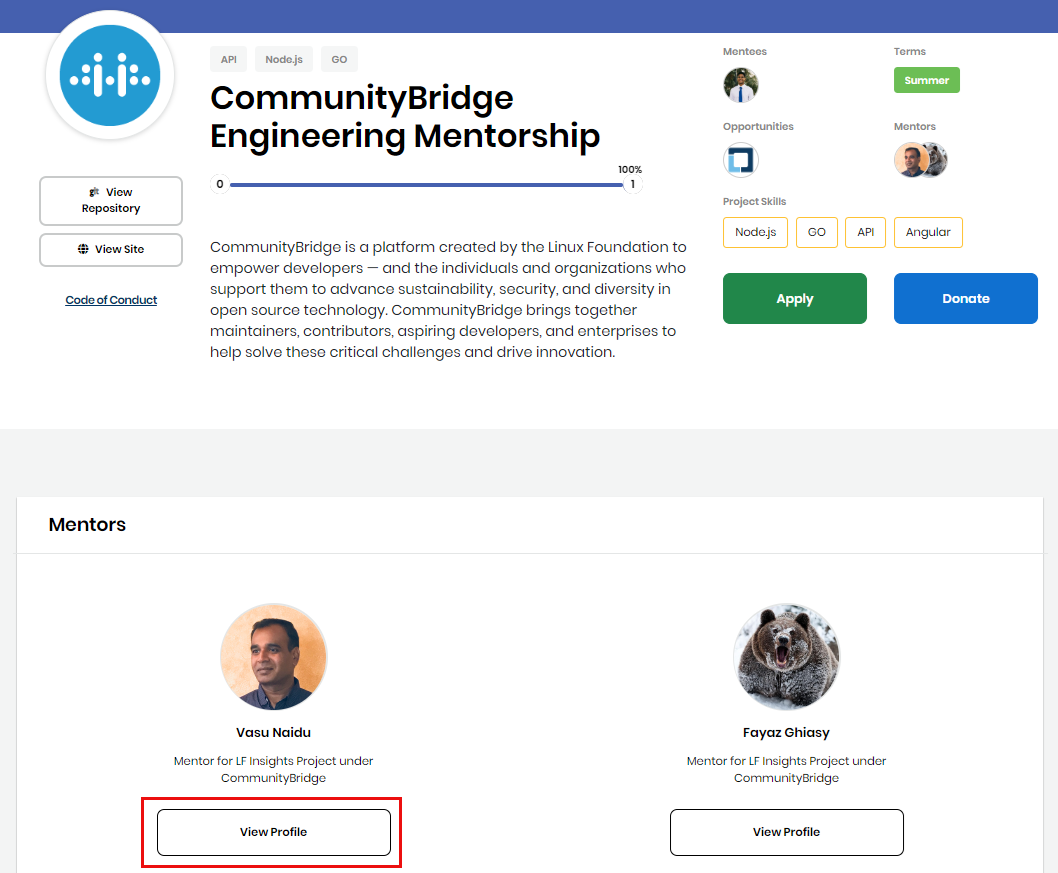 API Node.js GO
CommunityBridge
Engineering Mentorship
100%
0 1
View
Repository
View Site
Code of Conduct
CommunityBridge is a platform created by the Linux Foundation to
empower developers — and the individuals and organizations who
support them to advance sustainability, security, and diversity in
open source technology. CommunityBridge brings together
maintainers, contributors, aspiring developers, and enterprises to
help solve these critical challenges and drive innovation.
Mentees Terms
Summer
Opportunities Mentors
Project Skills
Node.js GO API Angular
Apply Donate
Mentors
Vasu Naidu
Mentor for LF Insights Project under
CommunityBridge
View Profile
Fayaz Ghiasy
Mentor for LF Insights Project under
CommunityBridge
View Profile